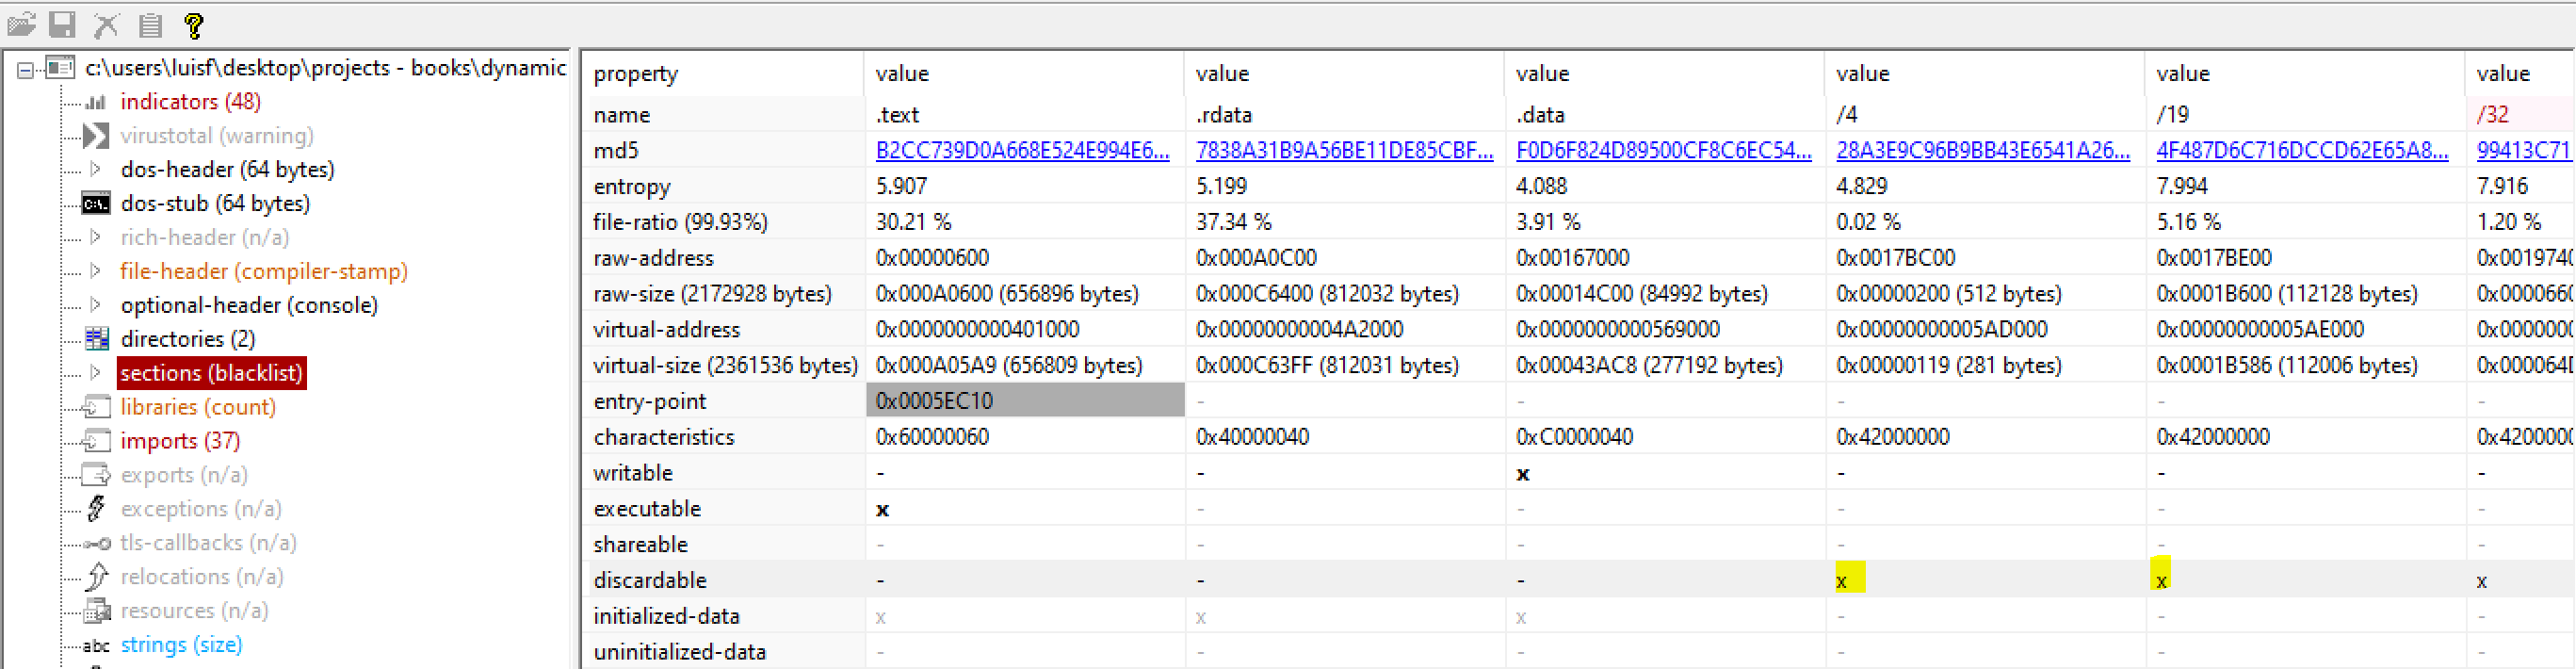 c:\users\luisf\desktop\projects - books\dynamic
indicators (48)
virustotal (warning)
dos-header (64 bytes)
dos-stub (64 bytes)
rich-header (n/a)
file-header (compiler-stamp)
optional-header (console)
directories (2)
sections (blacklist)
libraries (count)
imports (37)
exports (n/a)
exceptions (n/a)
tls-callbacks (n/a)
relocations (n/a)
resources (n/a)
abc strings (size)
property value value value value value value
name .text .rdata .data /4 /19 /32
md5 B2CC739D0A668E524E994E6... 7838A31B9A56BE11DE85CBF... F0D6F824D89500CF8C6EC54... 28A3E9C96B9BB43E6541A26... 4F487D6C716DCCD62E65A8... 99413C71
entropy 5.907 5.199 4.088 4.829 7.994 7.916
file-ratio (99.93%) 30.21 % 37.34 % 3.91 % 0.02 % 5.16 % 1.20 %
raw-address 0x00000600 0x000A0C00 0x00167000 0x0017BC00 0x0017BE00 0x001974
raw-size (2172928 bytes) 0x000A0600 (656896 bytes) 0x000C6400 (812032 bytes) 0x00014C00 (84992 bytes) 0x00000200 (512 bytes) 0x0001B600 (112128 bytes) 0x000066
virtual-address 0x0000000000401000 0x00000000004A2000 0x0000000000569000 0x00000000005AD000 0x00000000005AE000 0x000000
virtual-size (2361536 bytes) 0x000A05A9 (656809 bytes) 0x000C63FF (812031 bytes) 0x00043AC8 (277192 bytes) 0x00000119 (281 bytes) 0x0001B586 (112006 bytes) 0x000064
entry-point 0x0005EC10 - - - - -
characteristics 0x60000060 0x40000040 0xC0000040 0x42000000 0x42000000 0x420000
writable - - x - - -
executable x - - - - -
shareable - - - - - -
discardable - - - x x x
initialized-data x x x - - -
uninitialized-data - - - - - -